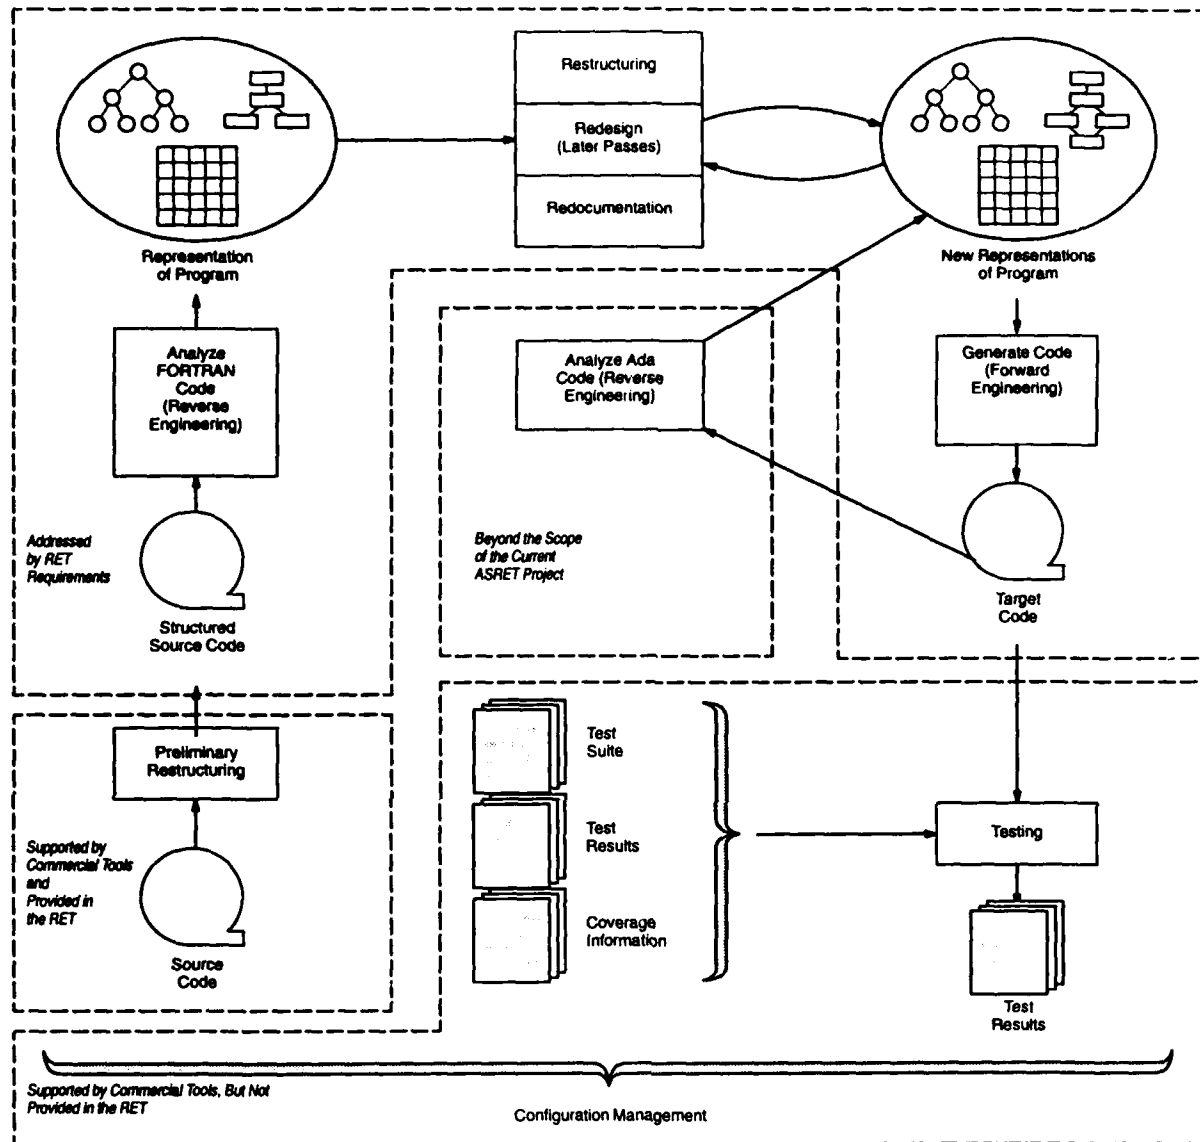 Restructuring
Redesign
(Later Passes)
Redocumentation
Representation
of Program
New Representations
of Program
Analyze
FORTRAN
Code
(Reverse
Engineering)
Analyze Ada
Code (Reverse
Engineering)
Generate Code
(Forward
Engineering)
Addressed
by RET
Requirements
Structured
Source Code
Beyond the Scope
of the Current
ASRET Project
Target
Code
Preliminary
Restructuring
Supported by
Commercial Tools
and
Provided in
the RET
Source
Code
Test
Suite
Test
Results
Coverage
Information
Testing
Test
Results
Supported by Commercial Tools, But Not
Provided in the RET
Configuration Management